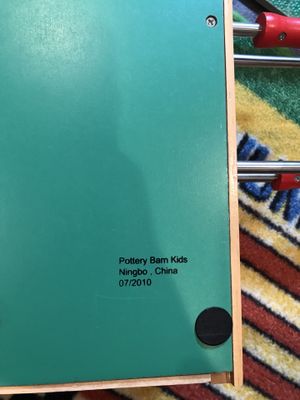 Pottery Barn Kids
Ningbo , China
07/2010